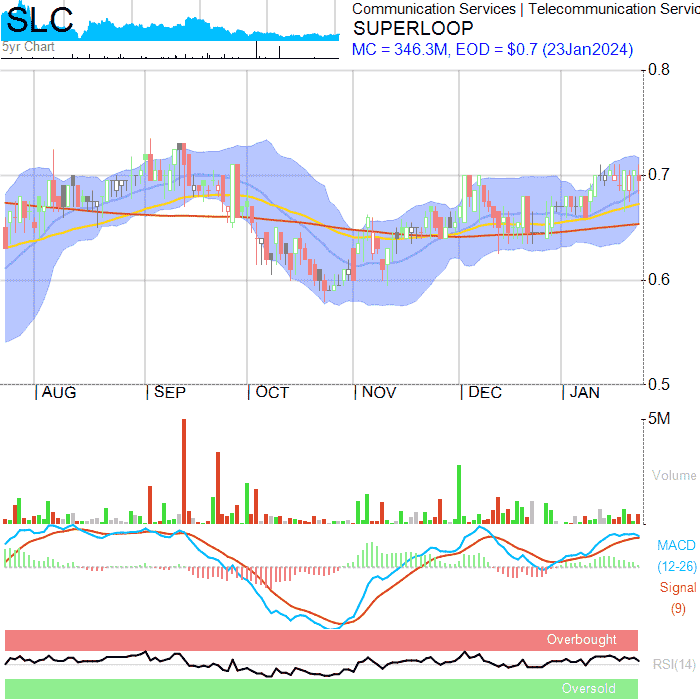 SLC
5yr Chart
Communication Services | Telecommunication Servic
SUPERLOOP
MC = 346.3M, EOD = $0.7 (23Jan2024)
0.8
0.7
0.6
0.5
AUG SEP OCT NOV DEC JAN
5M
Volume
MACD
(12-26)
Signal
(9)
Overbought
RSI(14)
Oversold